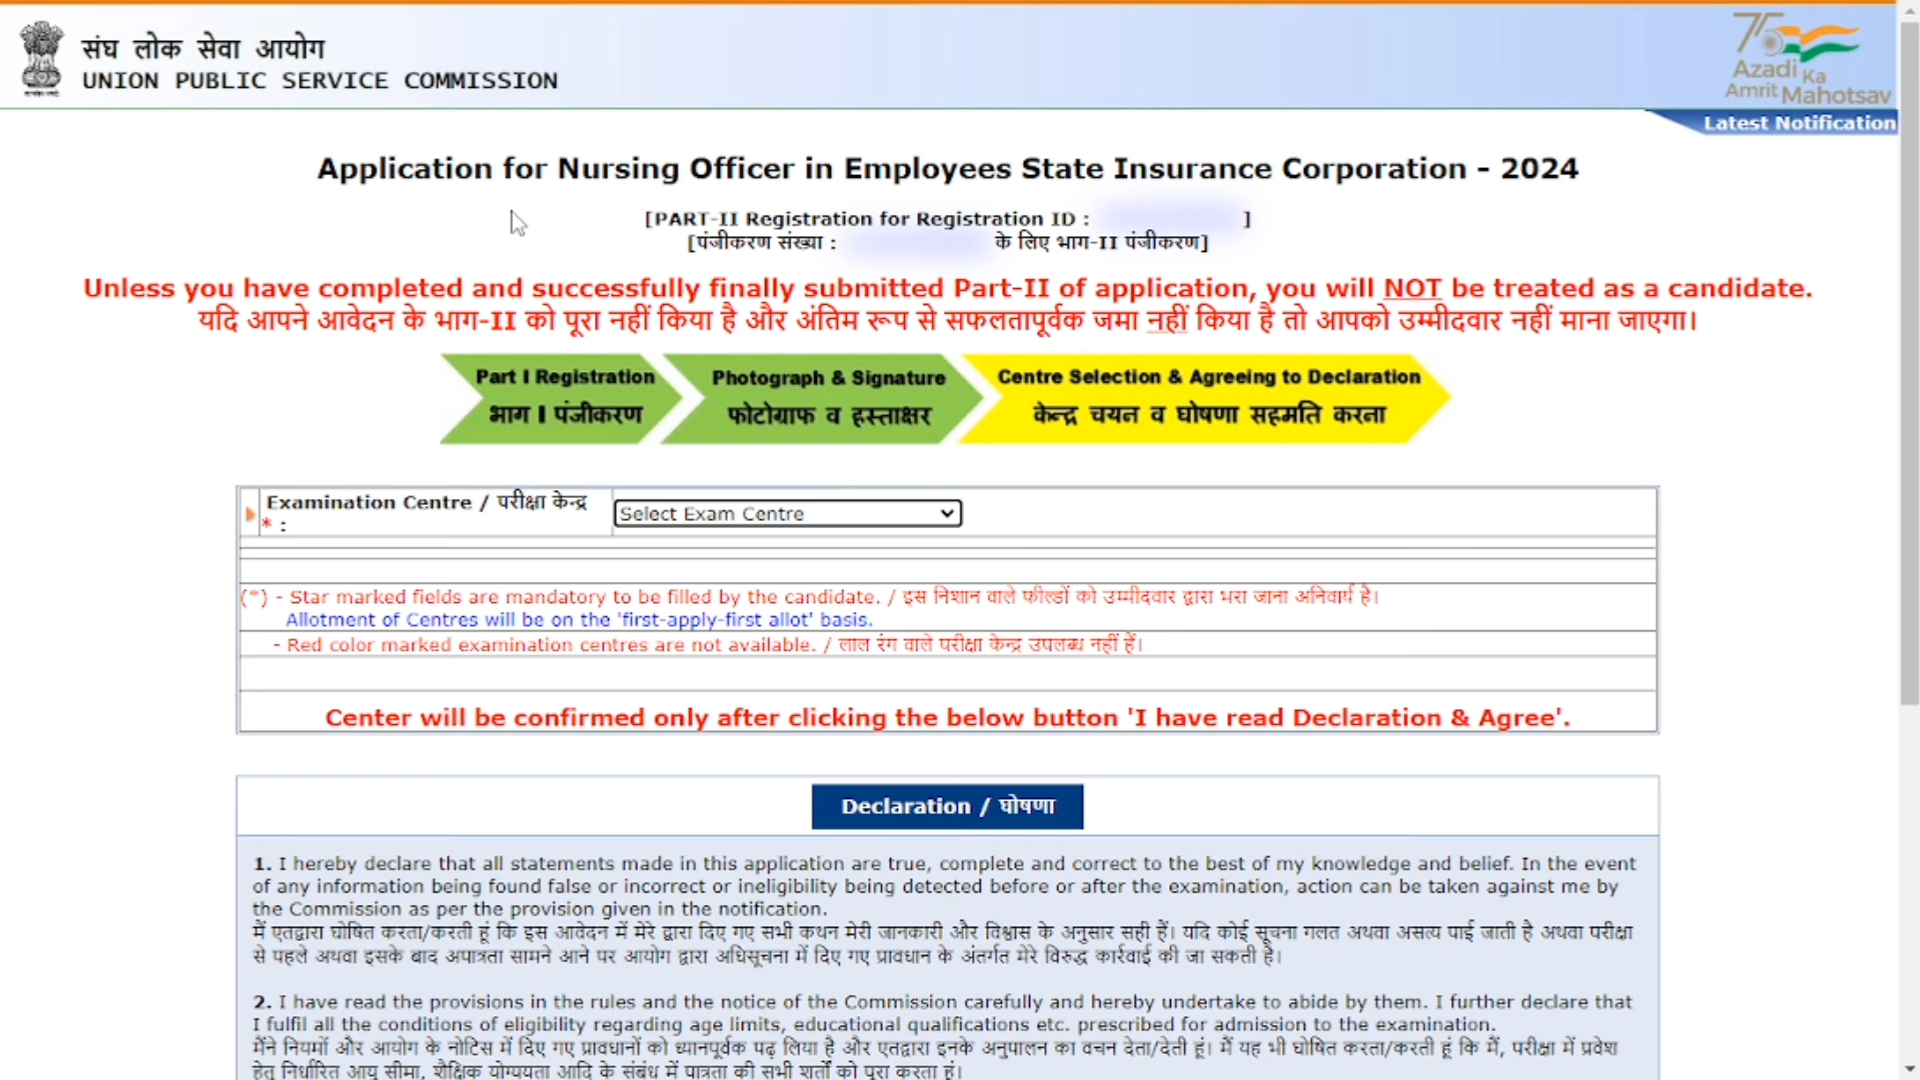 संघ लोक सेवा आयोग
UNION PUBLIC SERVICE COMMISSION
75
Azadi Ka
Amrit Mahotsav
Latest Notification
Application for Nursing Officer in Employees State Insurance Corporation - 2024
[PART-II Registration for Registration ID : ]
[पंजीकरण संख्या : के लिए भाग-II पंजीकरण]
Unless you have completed and successfully finally submitted Part-II of application, you will NOT be treated as a candidate.
यदि आपने आवेदन के भाग-II को पूरा नहीं किया है और अंतिम रूप से सफलतापूर्वक जमा नहीं किया है तो आपको उम्मीदवार नहीं माना जाएगा।
Part I Registration Photograph & Signature Centre Selection & Agreeing to Declaration
भाग I पंजीकरण फोटोग्राफ व हस्ताक्षर केन्द्र चयन व घोषणा सहमति करना
Examination Centre / परीक्षा केन्द्र
* : Select Exam Centre
(*) - Star marked fields are mandatory to be filled by the candidate. / इस निशान वाले फील्डों को उम्मीदवार द्वारा भरा जाना अनिवार्य है।
Allotment of Centres will be on the 'first-apply-first allot' basis.
- Red color marked examination centres are not available. / लाल रंग वाले परीक्षा केन्द्र उपलब्ध नहीं हैं।
Center will be confirmed only after clicking the below button 'I have read Declaration & Agree'.
Declaration / घोषणा
1. I hereby declare that all statements made in this application are true, complete and correct to the best of my knowledge and belief. In the event
of any information being found false or incorrect or ineligibility being detected before or after the examination, action can be taken against me by
the Commission as per the provision given in the notification.
मैं एतद्वारा घोषित करता/करती हूं कि इस आवेदन में मेरे द्वारा दिए गए सभी कथन मेरी जानकारी और विश्वास के अनुसार सही हैं। यदि कोई सूचना गलत अथवा असत्य पाई जाती है अथवा परीक्षा
से पहले अथवा इसके बाद अपात्रता सामने आने पर आयोग द्वारा अधिसूचना में दिए गए प्रावधान के अंतर्गत मेरे विरुद्ध कार्रवाई की जा सकती है।
2. I have read the provisions in the rules and the notice of the Commission carefully and hereby undertake to abide by them. I further declare that
I fulfil all the conditions of eligibility regarding age limits, educational qualifications etc. prescribed for admission to the examination.
मैंने नियमों और आयोग के नोटिस में दिए गए प्रावधानों को ध्यानपूर्वक पढ़ लिया है और एतद्वारा इनके अनुपालन का वचन देता/देती हूं। मैं यह भी घोषित करता/करती हूं कि मैं, परीक्षा में प्रवेश
हेतु निर्धारित आयु सीमा, शैक्षिक योग्यता आदि के संबंध में पात्रता की सभी शर्तों को पूरा करता हूं।